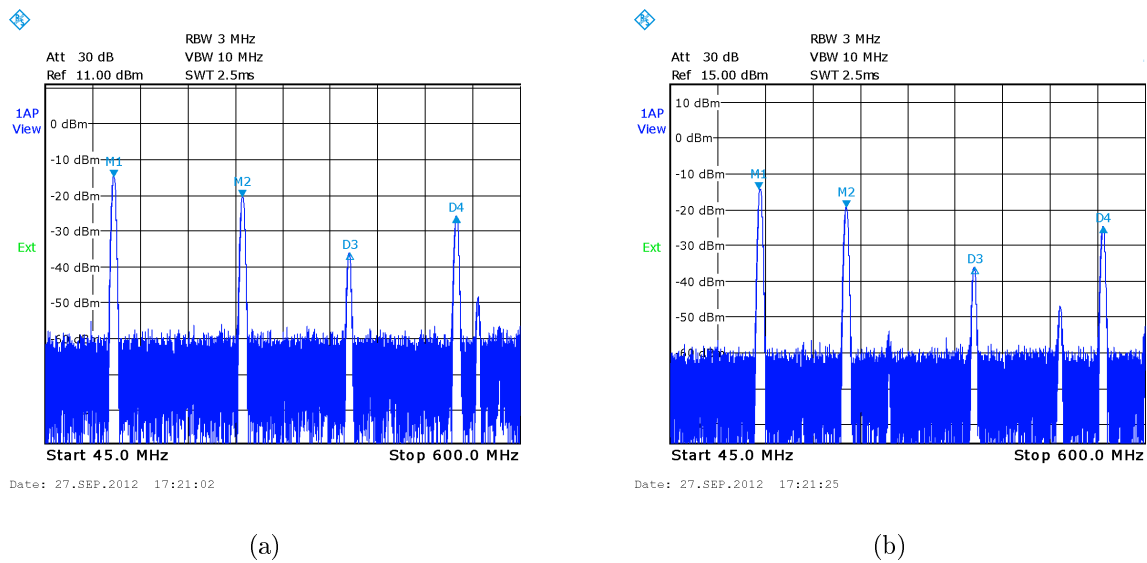 RBW 3 MHz
Att 30 dB VBW 10 MHz
Ref 11.00 dBm SWT 2.5ms
1AP
View
0 dBm
-10 dBm
M1
M2
-20 dBm
D4
-30 dBm
D3
Ext
-40 dBm
-50 dBm
-60 dBm
Start 45.0 MHz Stop 600.0 MHz
Date: 27.SEP.2012 17:21:02
(a)
RBW 3 MHz
Att 30 dB VBW 10 MHz
Ref 15.00 dBm SWT 2.5ms
10 dBm
1AP
View
0 dBm
-10 dBm
M1
M2
-20 dBm
D4
-30 dBm
Ext
D3
-40 dBm
-50 dBm
-60 dBm
Start 45.0 MHz Stop 600.0 MHz
Date: 27.SEP.2012 17:21:25
(b)